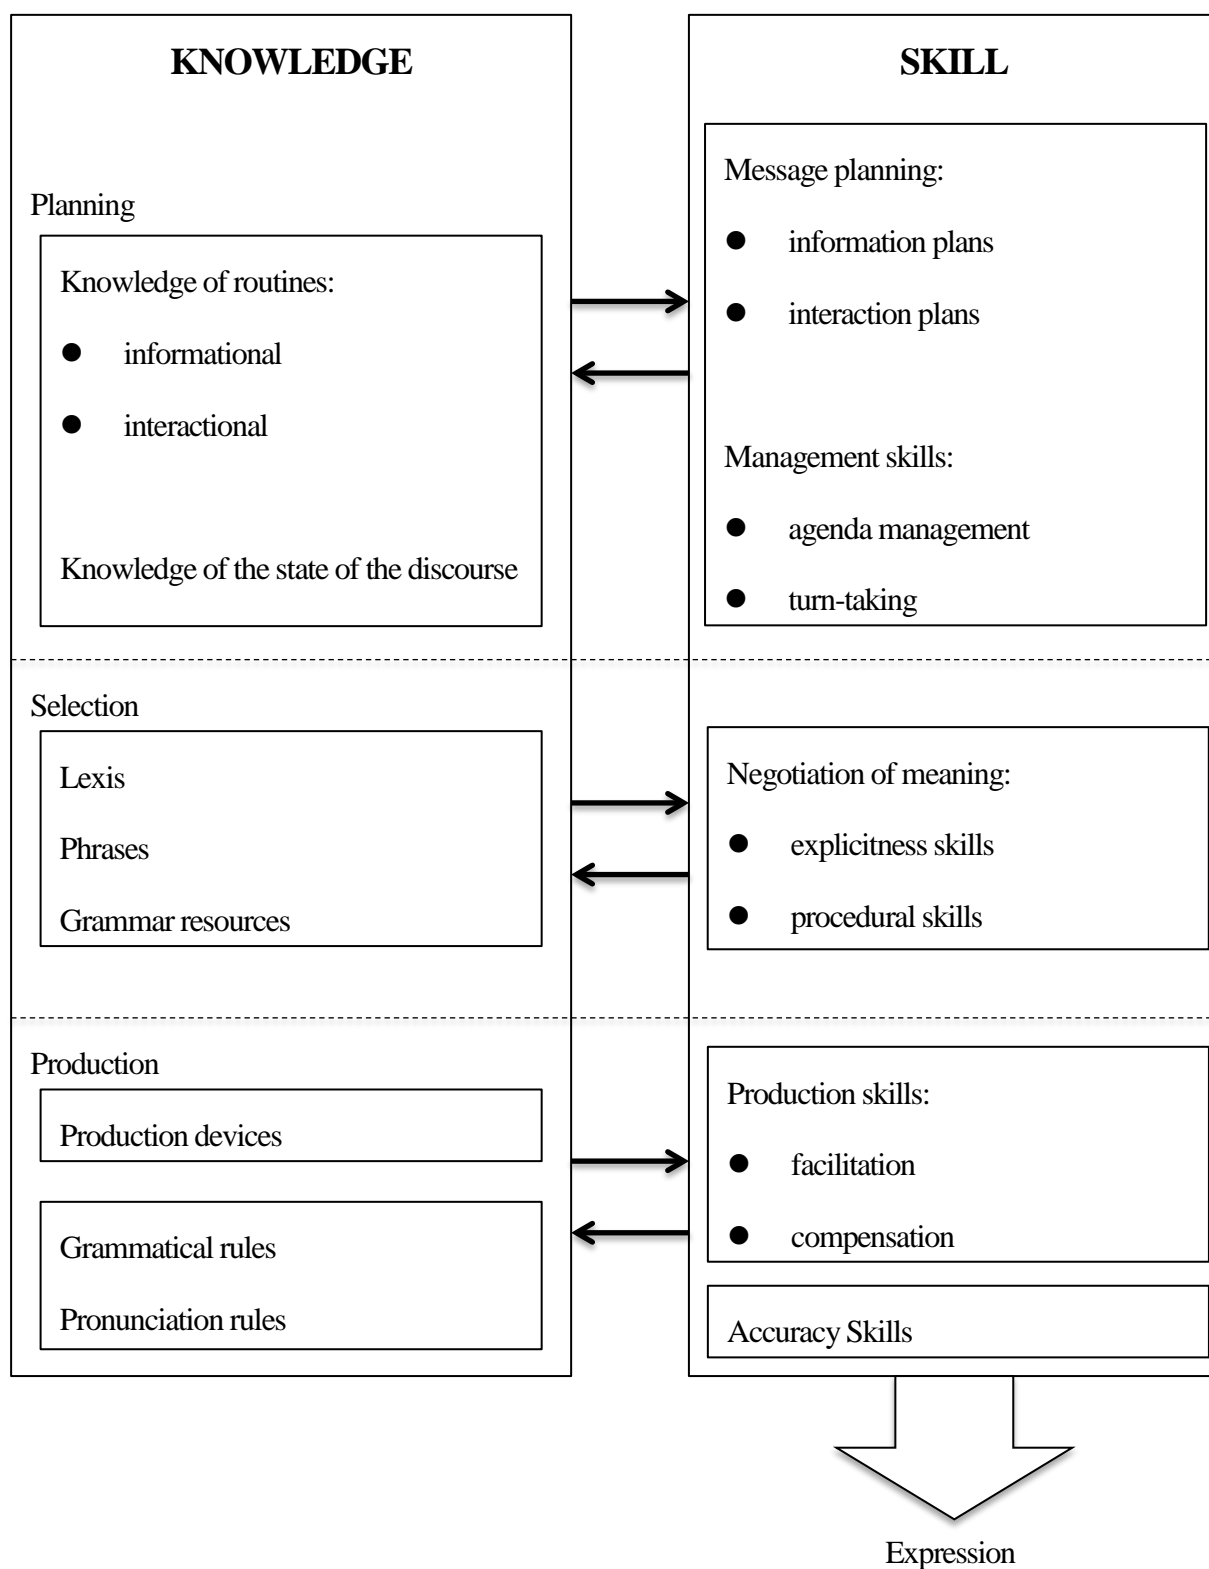 KNOWLEDGE
Planning
Knowledge of routines:
● informational
● interactional
Knowledge of the state of the discourse
Selection
Lexis
Phrases
Grammar resources
Production
Production devices
Grammatical rules
Pronunciation rules
SKILL
Message planning:
● information plans
● interaction plans
Management skills:
● agenda management
● turn-taking
Negotiation of meaning:
● explicitness skills
● procedural skills
Production skills:
● facilitation
● compensation
Accuracy Skills
Expression